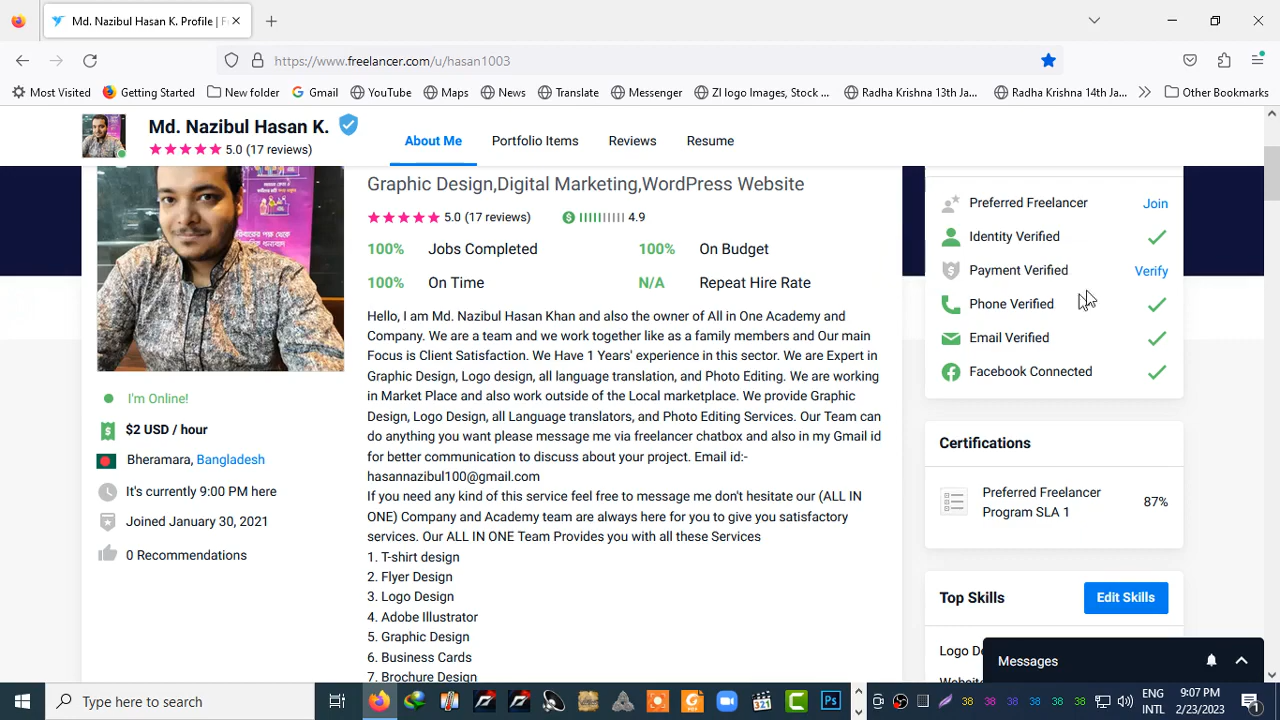 Md. Nazibul Hasan K. Profile | F
https://www.freelancer.com/u/hasan1003
Most Visited Getting Started New folder Gmail YouTube Maps News Translate Messenger ZI logo Images, Stock ... Radha Krishna 13th Ja... Radha Krishna 14th Ja... Other Bookmarks
Md. Nazibul Hasan K.
5.0 (17 reviews)
About Me Portfolio Items Reviews Resume
Graphic Design,Digital Marketing,WordPress Website
5.0 (17 reviews) 4.9
100% Jobs Completed 100% On Budget
100% On Time N/A Repeat Hire Rate
Hello, I am Md. Nazibul Hasan Khan and also the owner of All in One Academy and
Company. We are a team and we work together like as a family members and Our main
Focus is Client Satisfaction. We Have 1 Years' experience in this sector. We are Expert in
Graphic Design, Logo design, all language translation, and Photo Editing. We are working
in Market Place and also work outside of the Local marketplace. We provide Graphic
Design, Logo Design, all Language translators, and Photo Editing Services. Our Team can
do anything you want please message me via freelancer chatbox and also in my Gmail id
for better communication to discuss about your project. Email id:-
hasannazibul100@gmail.com
If you need any kind of this service feel free to message me don't hesitate our (ALL IN
ONE) Company and Academy team are always here for you to give you satisfactory
services. Our ALL IN ONE Team Provides you with all these Services
1. T-shirt design
2. Flyer Design
3. Logo Design
4. Adobe Illustrator
5. Graphic Design
6. Business Cards
7. Brochure Design
I'm Online!
$2 USD / hour
Bheramara, Bangladesh
It's currently 9:00 PM here
Joined January 30, 2021
0 Recommendations
Preferred Freelancer Join
Identity Verified
Payment Verified Verify
Phone Verified
Email Verified
Facebook Connected
Certifications
Preferred Freelancer
Program SLA 1
87%
Top Skills Edit Skills
Logo De
Messages
Type here to search
38 38 38 38 38 38
ENG
INTL
9:07 PM
2/23/2023